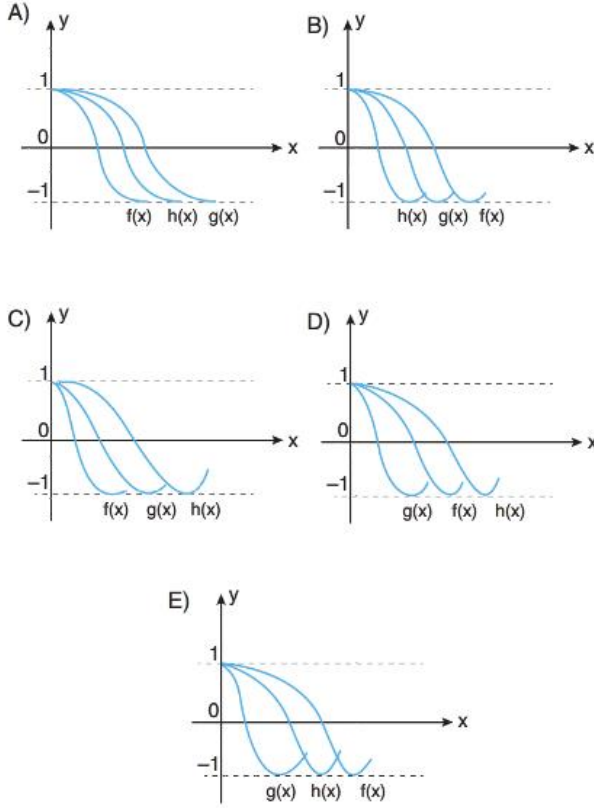 A)
y
1
0
x
–1
f(x) h(x) g(x)
B)
y
1
0
x
–1
h(x) g(x) f(x)
C)
y
1
0
x
–1
f(x) g(x) h(x)
D)
y
1
0
x
–1
g(x) f(x) h(x)
E)
y
1
0
x
–1
g(x) h(x) f(x)